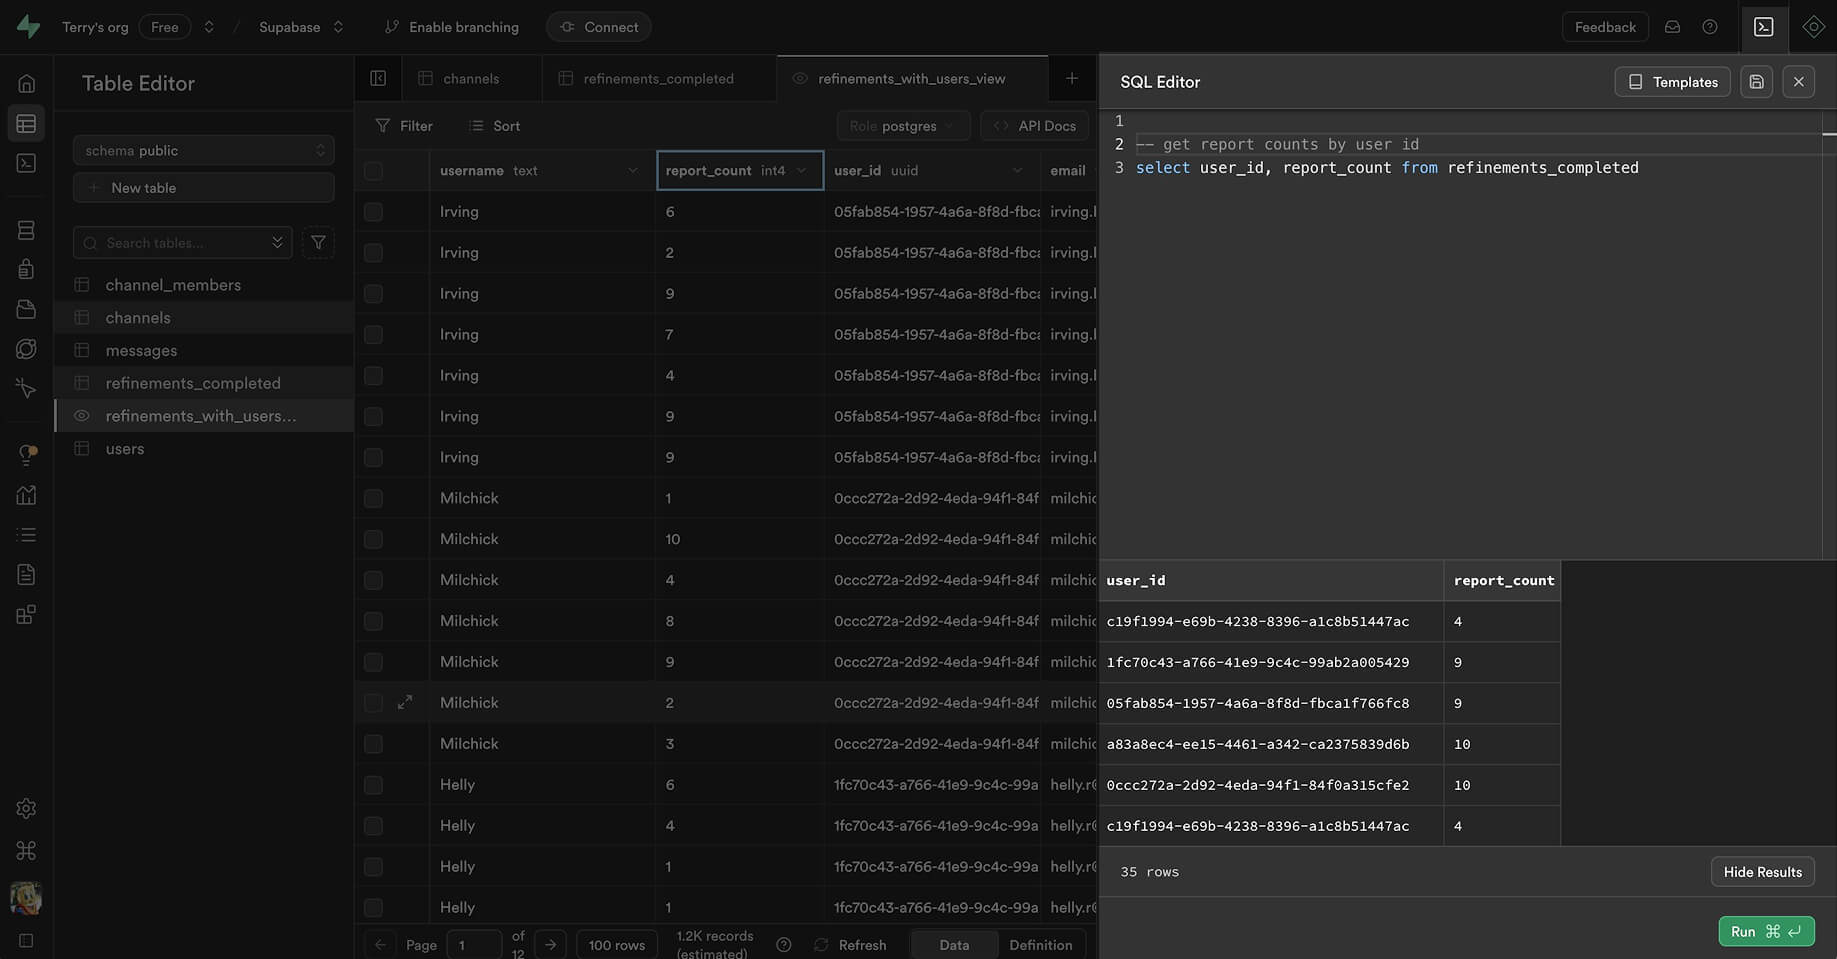 Terry's org Free / Supabase Enable branching Connect Feedback
Table Editor
schema public
New table
Search tables...
channel_members
channels
messages
refinements_completed
refinements_with_users...
users
channels refinements_completed refinements_with_users_view
Filter Sort Role postgres API Docs
username text report_count int4 user_id uuid email
Irving 6 05fab854-1957-4a6a-8f8d-fbca irving.l
Irving 2 05fab854-1957-4a6a-8f8d-fbca irving.l
Irving 9 05fab854-1957-4a6a-8f8d-fbca irving.l
Irving 7 05fab854-1957-4a6a-8f8d-fbca irving.l
Irving 4 05fab854-1957-4a6a-8f8d-fbca irving.l
Irving 9 05fab854-1957-4a6a-8f8d-fbca irving.l
Irving 9 05fab854-1957-4a6a-8f8d-fbca irving.l
Milchick 1 0ccc272a-2d92-4eda-94f1-84f milchic
Milchick 10 0ccc272a-2d92-4eda-94f1-84f milchic
Milchick 4 0ccc272a-2d92-4eda-94f1-84f milchic
Milchick 8 0ccc272a-2d92-4eda-94f1-84f milchic
Milchick 9 0ccc272a-2d92-4eda-94f1-84f milchic
Milchick 2 0ccc272a-2d92-4eda-94f1-84f milchic
Milchick 3 0ccc272a-2d92-4eda-94f1-84f milchic
Helly 6 1fc70c43-a766-41e9-9c4c-99a helly.r@
Helly 4 1fc70c43-a766-41e9-9c4c-99a helly.r@
Helly 1 1fc70c43-a766-41e9-9c4c-99a helly.r@
Helly 1 1fc70c43-a766-41e9-9c4c-99a helly.r@
Page 1 of 12 100 rows 1.2K records (estimated) Refresh Data Definition
SQL Editor Templates
1
2 -- get report counts by user id
3 select user_id, report_count from refinements_completed
user_id report_count
c19f1994-e69b-4238-8396-a1c8b51447ac 4
1fc70c43-a766-41e9-9c4c-99ab2a005429 9
05fab854-1957-4a6a-8f8d-fbca1f766fc8 9
a83a8ec4-ee15-4461-a342-ca2375839d6b 10
0ccc272a-2d92-4eda-94f1-84f0a315cfe2 10
c19f1994-e69b-4238-8396-a1c8b51447ac 4
35 rows Hide Results
Run ⌘ ↵